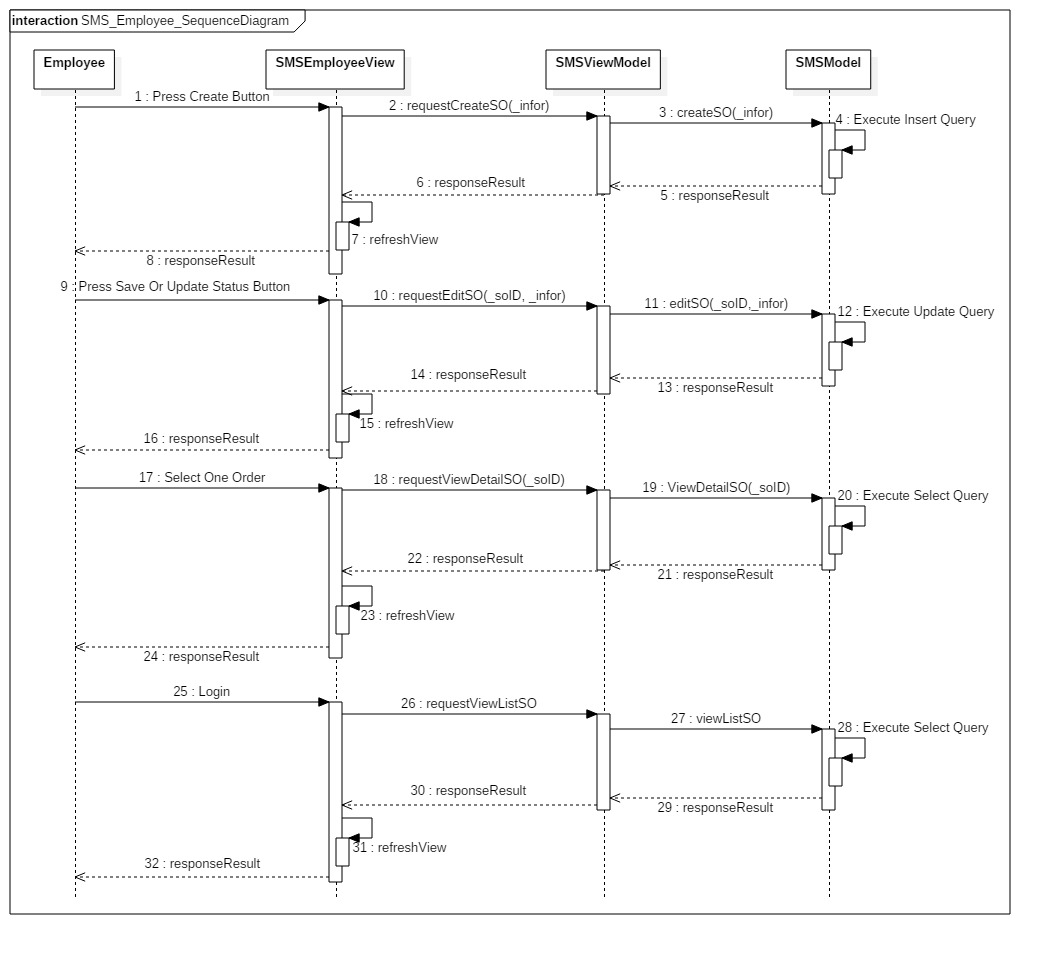 interaction SMS_Employee_SequenceDiagram
Employee
SMSEmployeeView
SMSViewModel
SMSModel
1 : Press Create Button
2 : requestCreateSO(_infor)
3 : createSO(_infor)
4 : Execute Insert Query
5 : responseResult
6 : responseResult
7 : refreshView
8 : responseResult
9 : Press Save Or Update Status Button
10 : requestEditSO(_soID, _infor)
11 : editSO(_soID,_infor)
12 : Execute Update Query
13 : responseResult
14 : responseResult
15 : refreshView
16 : responseResult
17 : Select One Order
18 : requestViewDetailSO(_soID)
19 : ViewDetailSO(_soID)
20 : Execute Select Query
21 : responseResult
22 : responseResult
23 : refreshView
24 : responseResult
25 : Login
26 : requestViewListSO
27 : viewListSO
28 : Execute Select Query
29 : responseResult
30 : responseResult
31 : refreshView
32 : responseResult